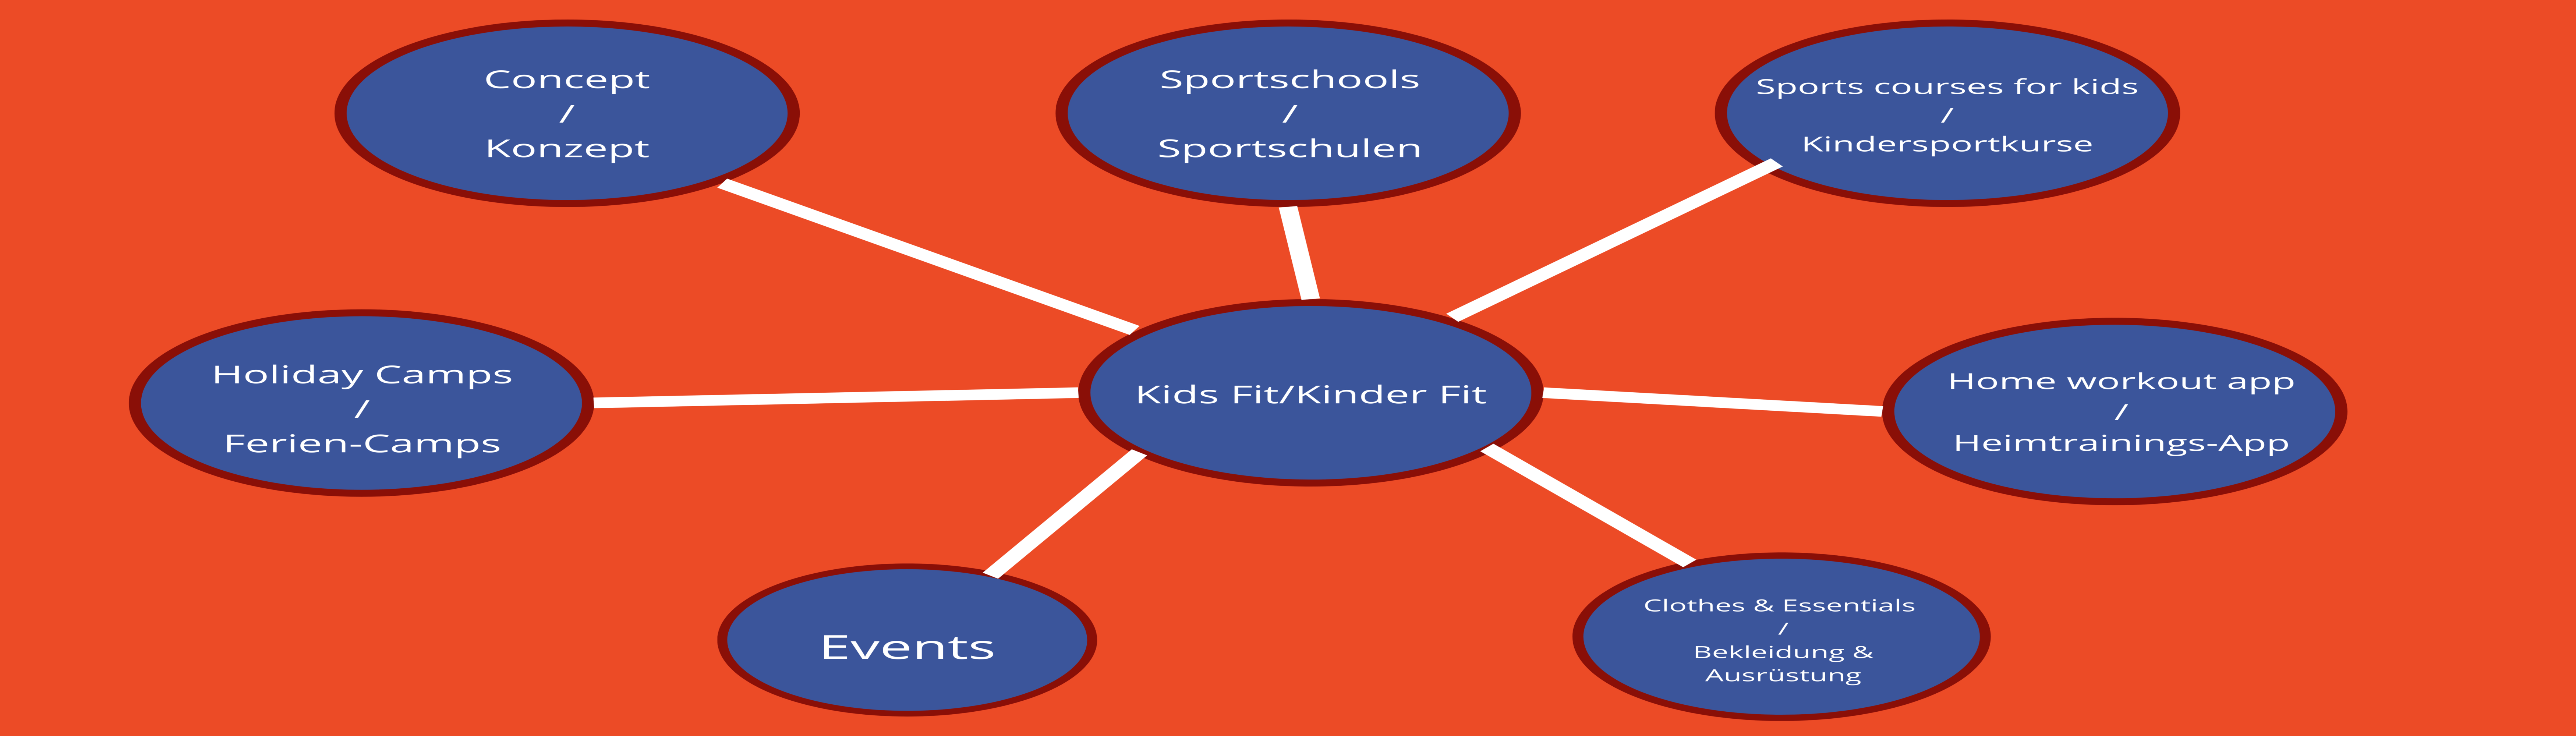 Concept
/
Konzept
Sportschools
/
Sportschulen
Sports courses for kids
/
Kindersportkurse
Holiday Camps
/
Ferien-Camps
Kids Fit/Kinder Fit
Home workout app
/
Heimtrainings-App
Events
Clothes & Essentials
/
Bekleidung &
Ausrüstung